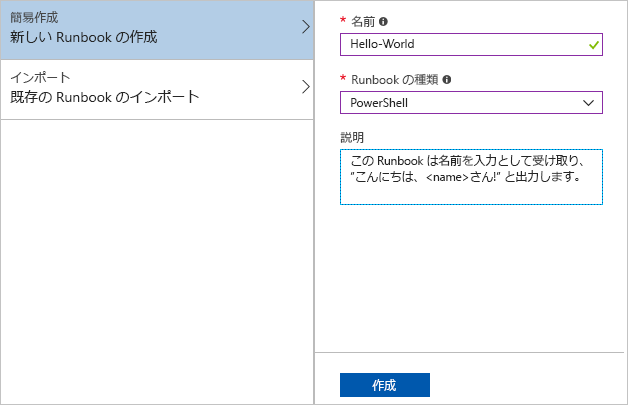 簡易作成
新しい Runbook の作成
インポート
既存の Runbook のインポート
* 名前
Hello-World
* Runbook の種類
PowerShell
説明
この Runbook は名前を入力として受け取り、
"こんにちは、<name>さん!" と出力します。
作成